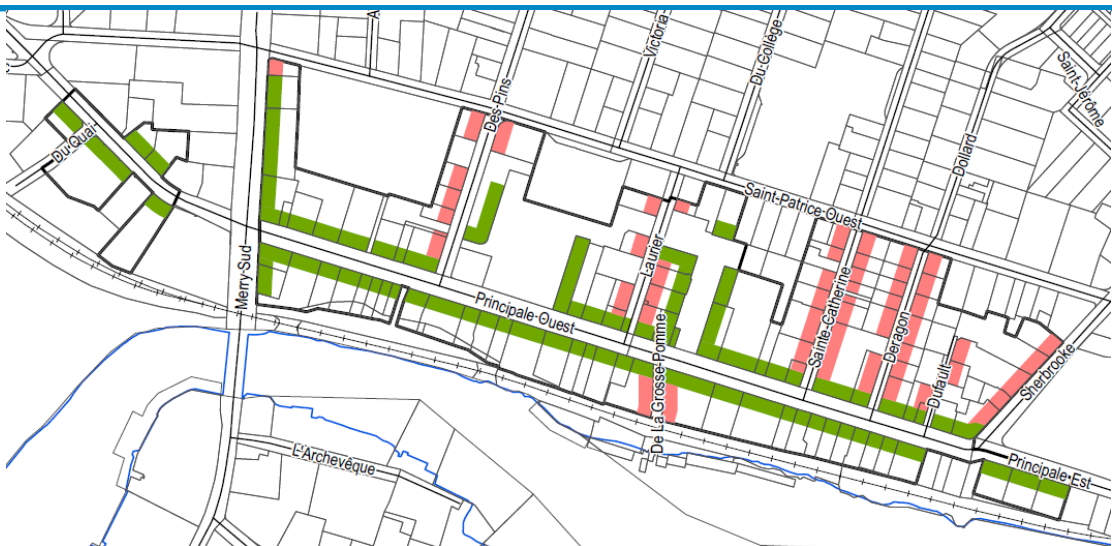 A
Des Pins
Victoria
Du Collège
Saint-Jérôme
Dollard
Du Quai
Saint-Patrice Ouest
Merry-Sud
Laurier
Principale Ouest
Sainte-Catherine
Deragon
Dufault
Sherbrooke
De La Grosse-Pomme
L'Archevêque
Principale Est